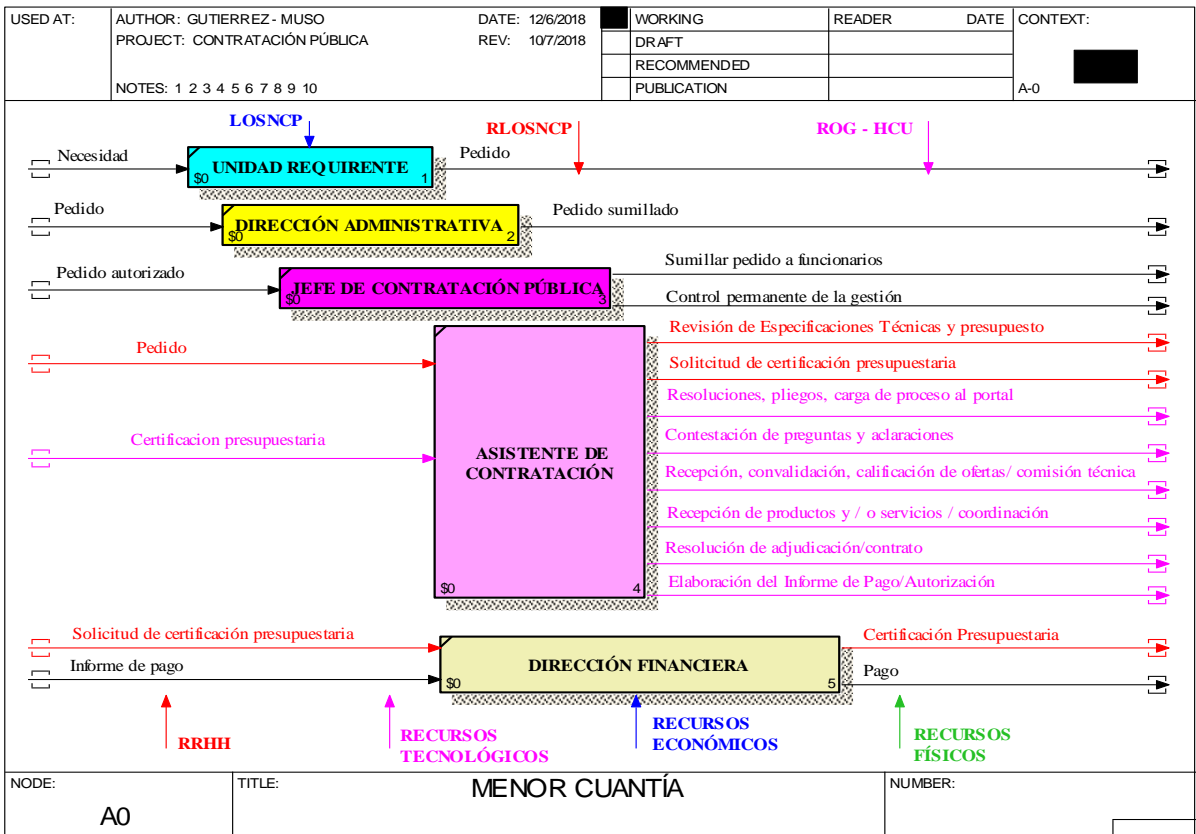 USED AT:
AUTHOR: GUTIERREZ - MUSO
DATE: 12/6/2018
WORKING
READER
DATE
CONTEXT:
PROJECT: CONTRATACIÓN PÚBLICA
REV: 10/7/2018
DRAFT
RECOMMENDED
NOTES: 1 2 3 4 5 6 7 8 9 10
PUBLICATION
A-0
LOSNCP
RLOSNCP
ROG - HCU
Necesidad
UNIDAD REQUIRENTE
$0
1
Pedido
Pedido
DIRECCIÓN ADMINISTRATIVA
$0
2
Pedido sumillado
Pedido autorizado
JEFE DE CONTRATACIÓN PÚBLICA
$0
3
Sumillar pedido a funcionarios
Control permanente de la gestión
Pedido
Certificacion presupuestaria
ASISTENTE DE
CONTRATACIÓN
$0
4
Revisión de Especificaciones Técnicas y presupuesto
Solitcitud de certificación presupuestaria
Resoluciones, pliegos, carga de proceso al portal
Contestación de preguntas y aclaraciones
Recepción, convalidación, calificación de ofertas/ comisión técnica
Recepción de productos y / o servicios / coordinación
Resolución de adjudicación/contrato
Elaboración del Informe de Pago/Autorización
Solicitud de certificación presupuestaria
Informe de pago
DIRECCIÓN FINANCIERA
$0
5
Certificación Presupuestaria
Pago
RRHH
RECURSOS
TECNOLÓGICOS
RECURSOS
ECONÓMICOS
RECURSOS
FÍSICOS
NODE:
A0
TITLE:
MENOR CUANTÍA
NUMBER: